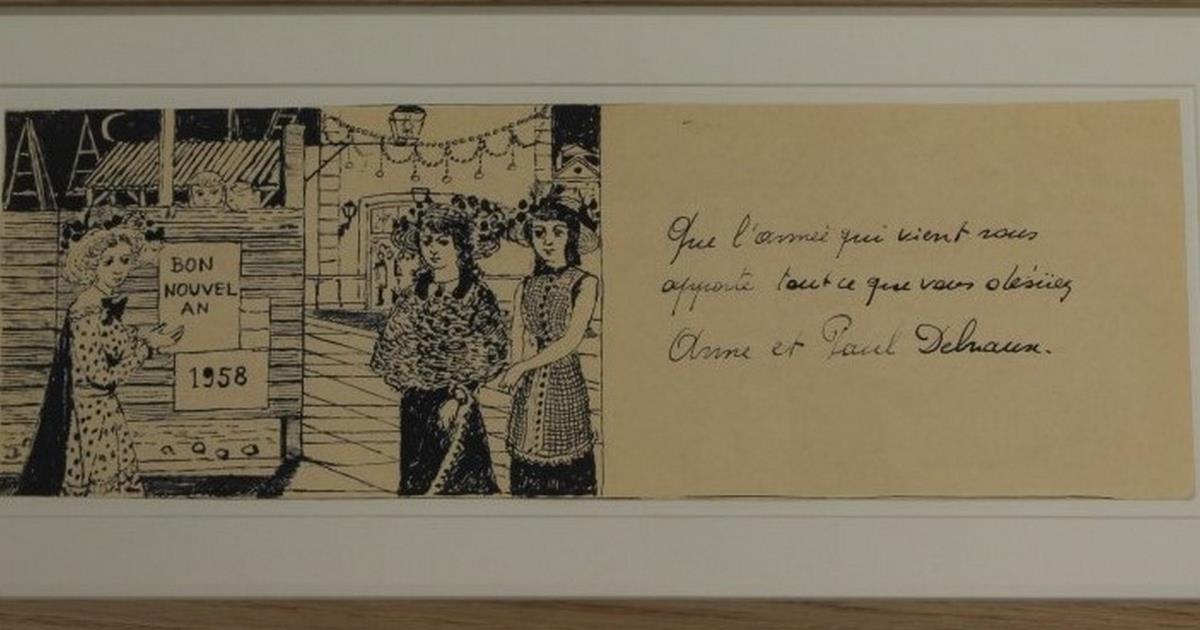 BON
NOUVEL
AN
1958
Que l'année qui vient vous
apporte tout ce que vous désirez
Anne et Paul Delvaux.